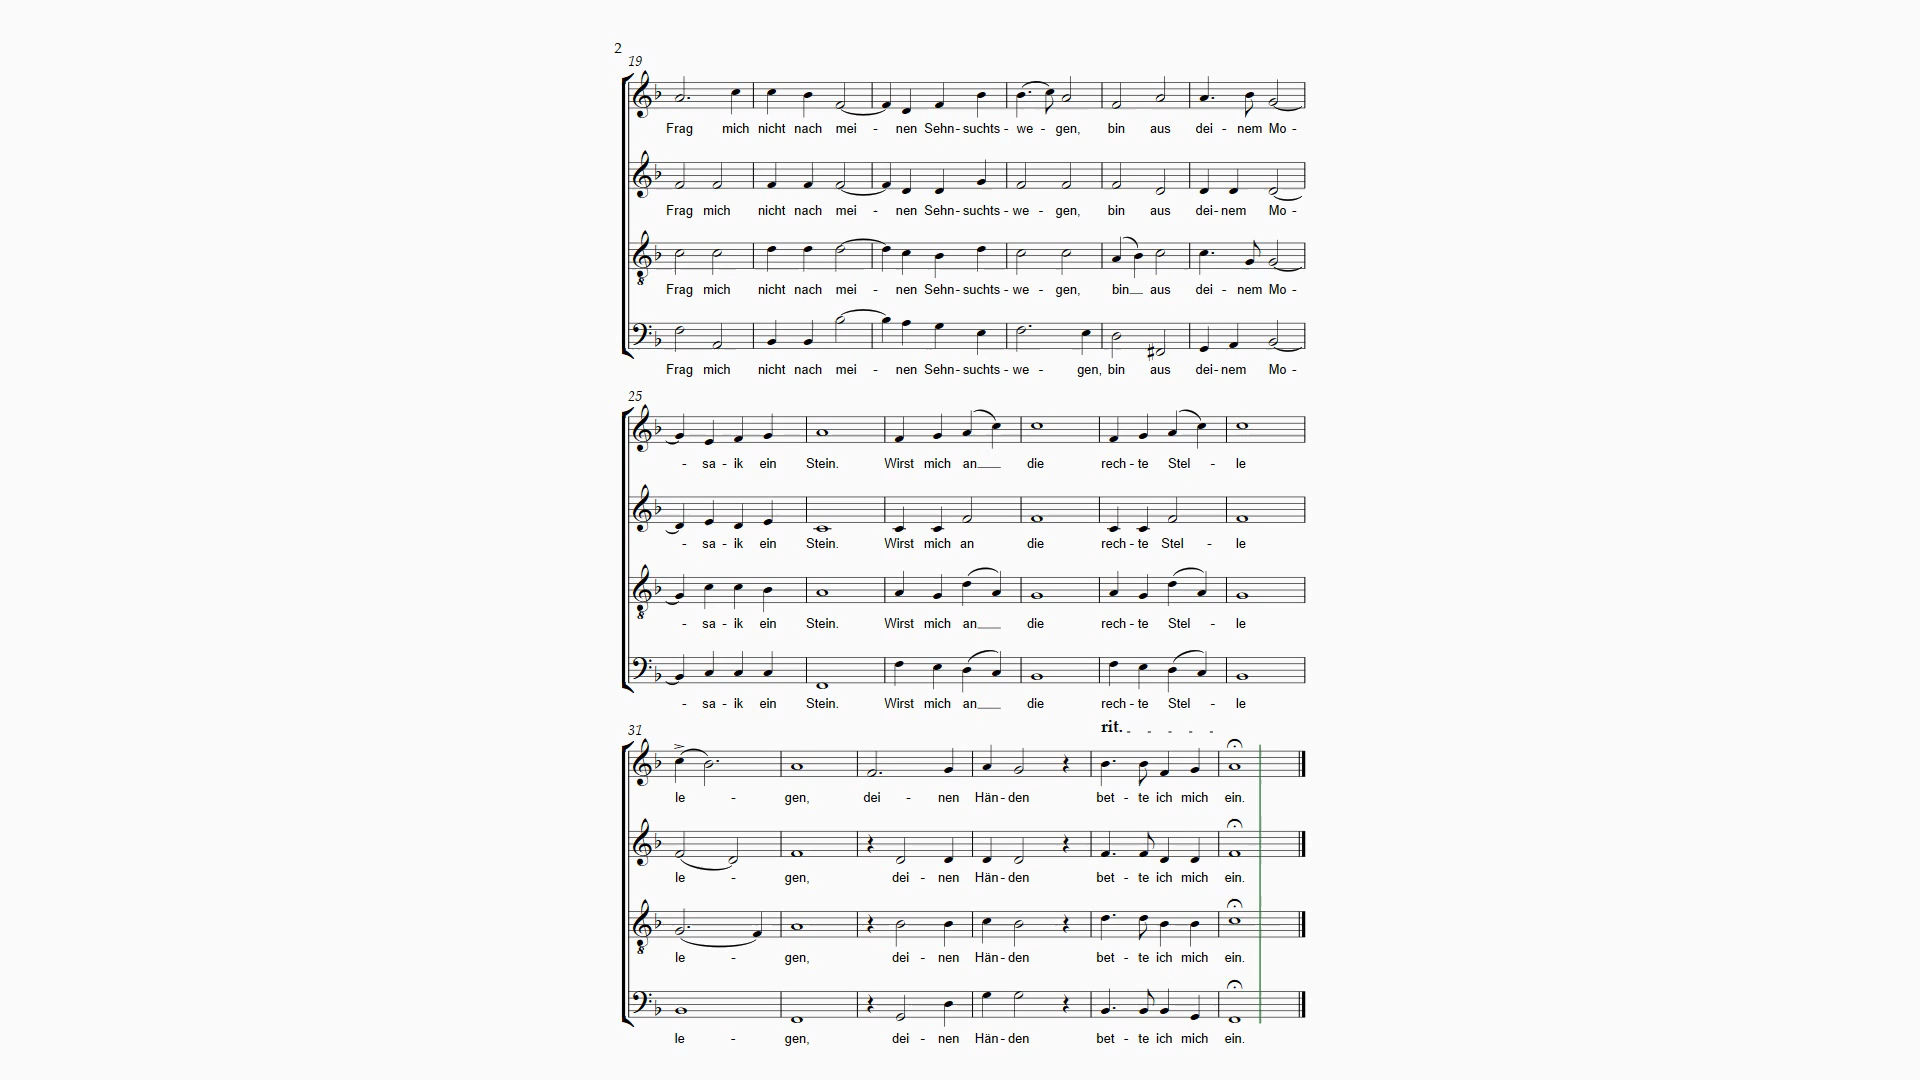 2
19
Frag mich nicht nach mei - nen Sehn - suchts - we - gen, bin aus dei - nem Mo -
Frag mich nicht nach mei - nen Sehn - suchts - we - gen, bin aus dei - nem Mo -
Frag mich nicht nach mei - nen Sehn - suchts - we - gen, bin__ aus dei - nem Mo -
Frag mich nicht nach mei - nen Sehn - suchts - we - gen, bin aus dei - nem Mo -
25
- sa - ik ein Stein. Wirst mich an___ die rech - te Stel - le
- sa - ik ein Stein. Wirst mich an die rech - te Stel - le
- sa - ik ein Stein. Wirst mich an___ die rech - te Stel - le
- sa - ik ein Stein. Wirst mich an___ die rech - te Stel - le
rit.
31
le - gen, dei - nen Hän - den bet - te ich mich ein.
le - gen, dei - nen Hän - den bet - te ich mich ein.
le - gen, dei - nen Hän - den bet - te ich mich ein.
le - gen, dei - nen Hän - den bet - te ich mich ein.